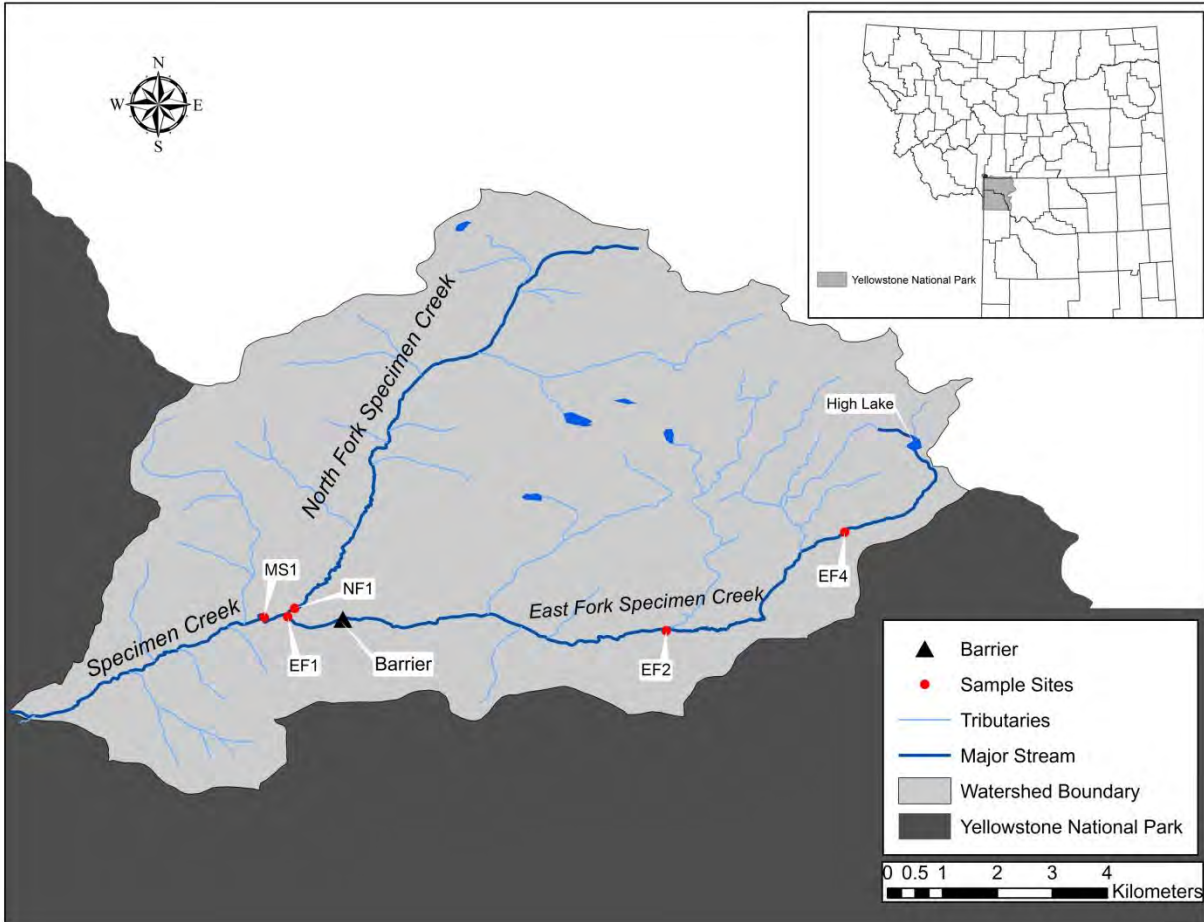 N
W
E
S
Yellowstone National Park
North Fork Specimen Creek
High Lake
MS1
NF1
EF4
Specimen Creek
East Fork Specimen Creek
EF1
Barrier
EF2
Barrier
Sample Sites
Tributaries
Major Stream
Watershed Boundary
Yellowstone National Park
0 0.5 1 2 3 4
Kilometers